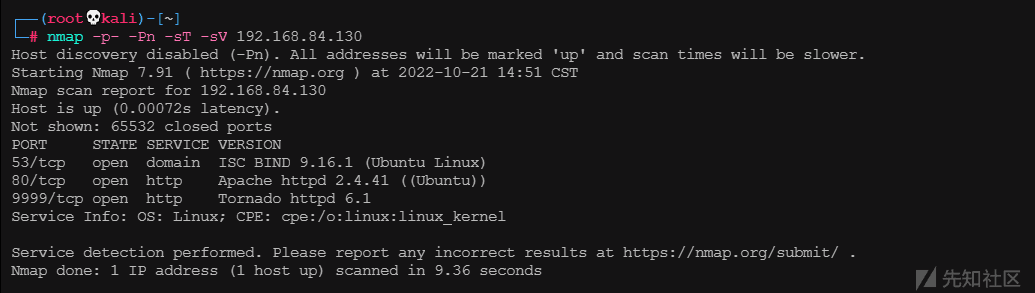 ┌──(root💀kali)-[~]
└─# nmap -p- -Pn -sT -sV 192.168.84.130
Host discovery disabled (-Pn). All addresses will be marked 'up' and scan times will be slower.
Starting Nmap 7.91 ( https://nmap.org ) at 2022-10-21 14:51 CST
Nmap scan report for 192.168.84.130
Host is up (0.00072s latency).
Not shown: 65532 closed ports
PORT     STATE SERVICE VERSION
53/tcp   open  domain  ISC BIND 9.16.1 (Ubuntu Linux)
80/tcp   open  http    Apache httpd 2.4.41 ((Ubuntu))
9999/tcp open  http    Tornado httpd 6.1
Service Info: OS: Linux; CPE: cpe:/o:linux:linux_kernel

Service detection performed. Please report any incorrect results at https://nmap.org/submit/ .
Nmap done: 1 IP address (1 host up) scanned in 9.36 seconds
先知社区